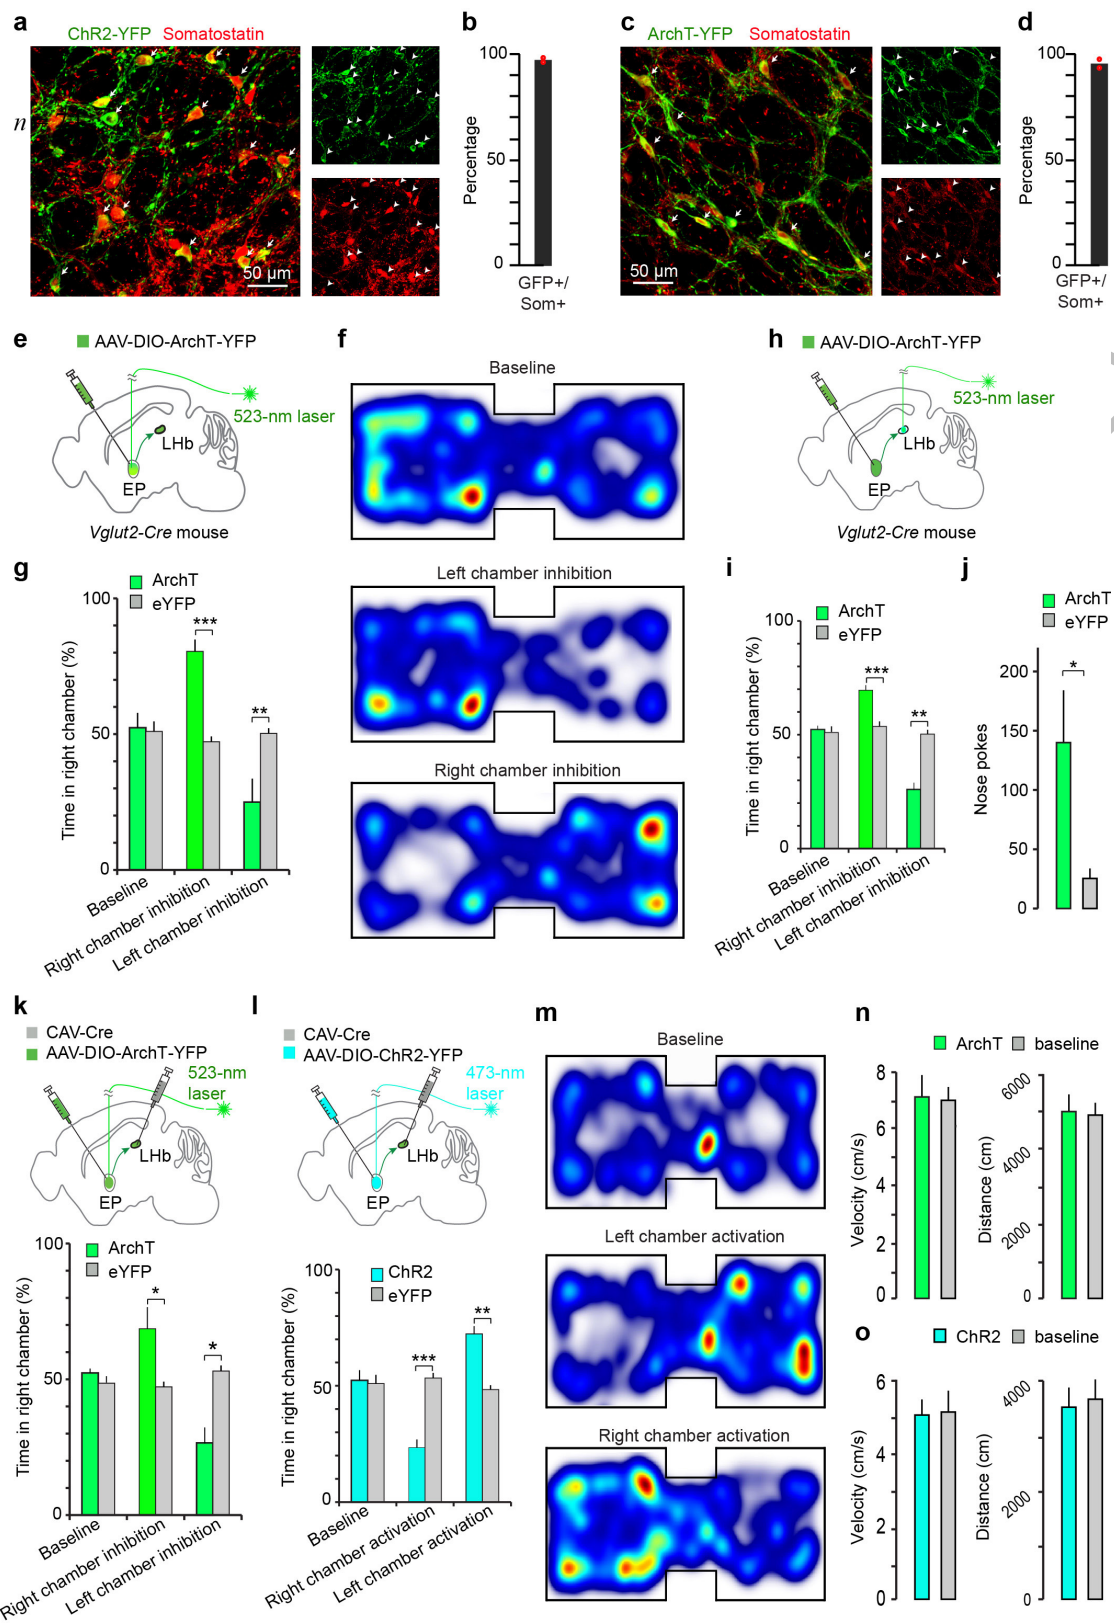 a
ChR2-YFP Somatostatin
50 µm
n
b
Percentage
100
50
0
GFP+/
Som+
c
ArchT-YFP Somatostatin
50 µm
d
Percentage
100
50
0
GFP+/
Som+
e
AAV-DIO-ArchT-YFP
523-nm laser
LHb
EP
Vglut2-Cre mouse
f
Baseline
Left chamber inhibition
Right chamber inhibition
g
ArchT
eYFP
Time in right chamber (%)
100
50
0
***
**
Baseline
Right chamber inhibition
Left chamber inhibition
h
AAV-DIO-ArchT-YFP
523-nm laser
LHb
EP
Vglut2-Cre mouse
i
ArchT
eYFP
Time in right chamber (%)
100
50
0
***
**
Baseline
Right chamber inhibition
Left chamber inhibition
j
ArchT
eYFP
Nose pokes
200
150
100
50
0
*
k
CAV-Cre
AAV-DIO-ArchT-YFP
523-nm
laser
LHb
EP
ArchT
eYFP
Time in right chamber (%)
100
50
0
*
*
Baseline
Right chamber inhibition
Left chamber inhibition
l
CAV-Cre
AAV-DIO-ChR2-YFP
473-nm
laser
LHb
EP
ChR2
eYFP
Time in right chamber (%)
100
50
0
***
**
Baseline
Right chamber activation
Left chamber activation
m
Baseline
Left chamber activation
Right chamber activation
n
ArchT baseline
Velocity (cm/s)
8
6
4
2
0
Distance (cm)
6000
4000
2000
0
o
ChR2 baseline
Velocity (cm/s)
6
4
2
0
Distance (cm)
4000
2000
0